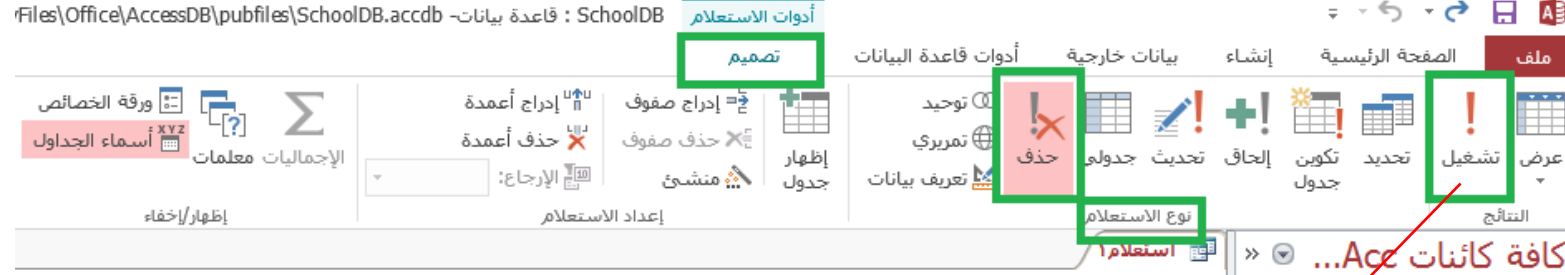 أدوات الاستعلام SchoolDB : قاعدة بيانات- \Files\Office\AccessDB\pubfiles\SchoolDB.accdb
ملف الصفحة الرئيسية إنشاء بيانات خارجية أدوات قاعدة البيانات تصميم
عرض
تشغيل
تحديد
تكوين
جدول
إلحاق
تحديث
جدولي
حذف
توحيد
تمريري
تعريف بيانات
إظهار
جدول
إدراج صفوف
حذف صفوف
منشئ
إدراج أعمدة
حذف أعمدة
الإرجاع:
الإجماليات
معلمات
ورقة الخصائص
أسماء الجداول
XYZ
النتائج
نوع الاستعلام
إعداد الاستعلام
إظهار/إخفاء
كافة كائنات Acc...
استعلام١